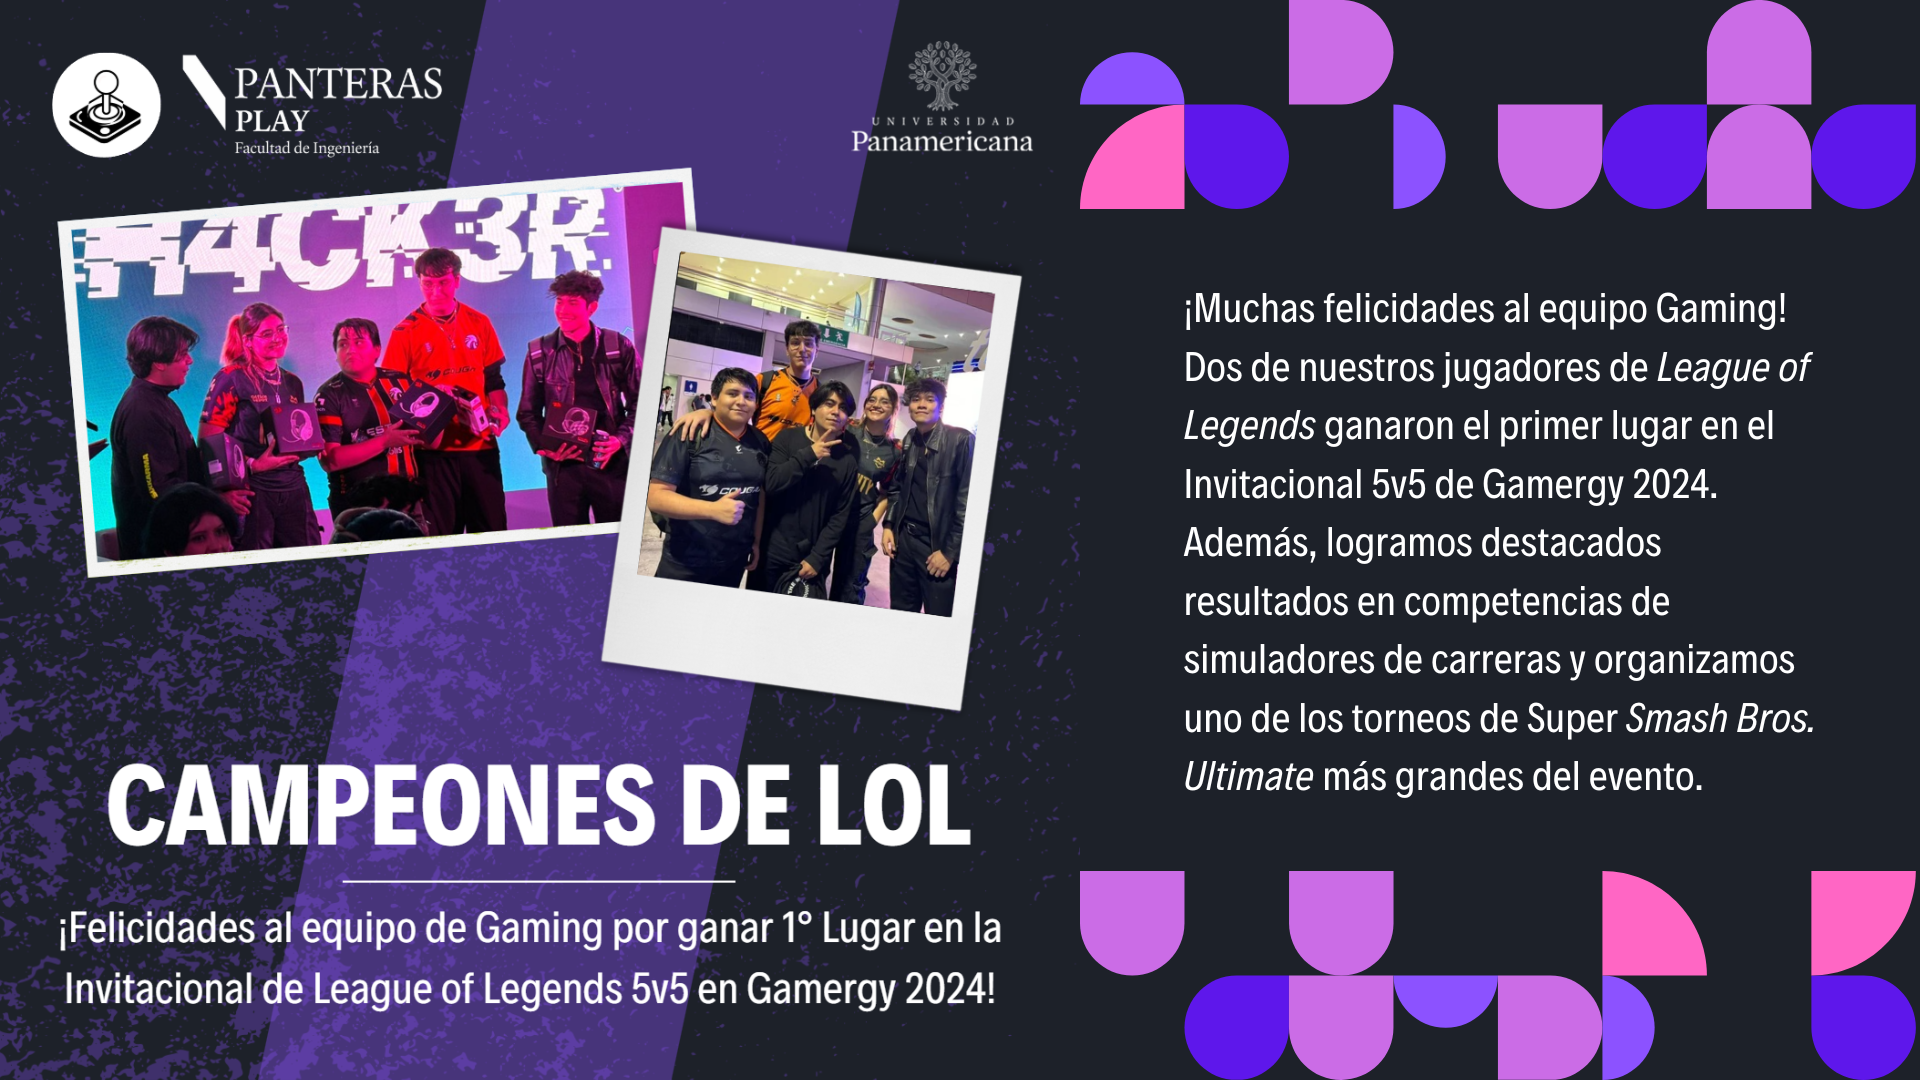 PANTERAS
PLAY
Facultad de Ingeniería
UNIVERSIDAD
Panamericana
H4CK3R
COUGAR
CAMPEONES DE LOL
¡Felicidades al equipo de Gaming por ganar 1° Lugar en la
Invitacional de League of Legends 5v5 en Gamergy 2024!
¡Muchas felicidades al equipo Gaming!
Dos de nuestros jugadores de League of
Legends ganaron el primer lugar en el
Invitacional 5v5 de Gamergy 2024.
Además, logramos destacados
resultados en competencias de
simuladores de carreras y organizamos
uno de los torneos de Super Smash Bros.
Ultimate más grandes del evento.